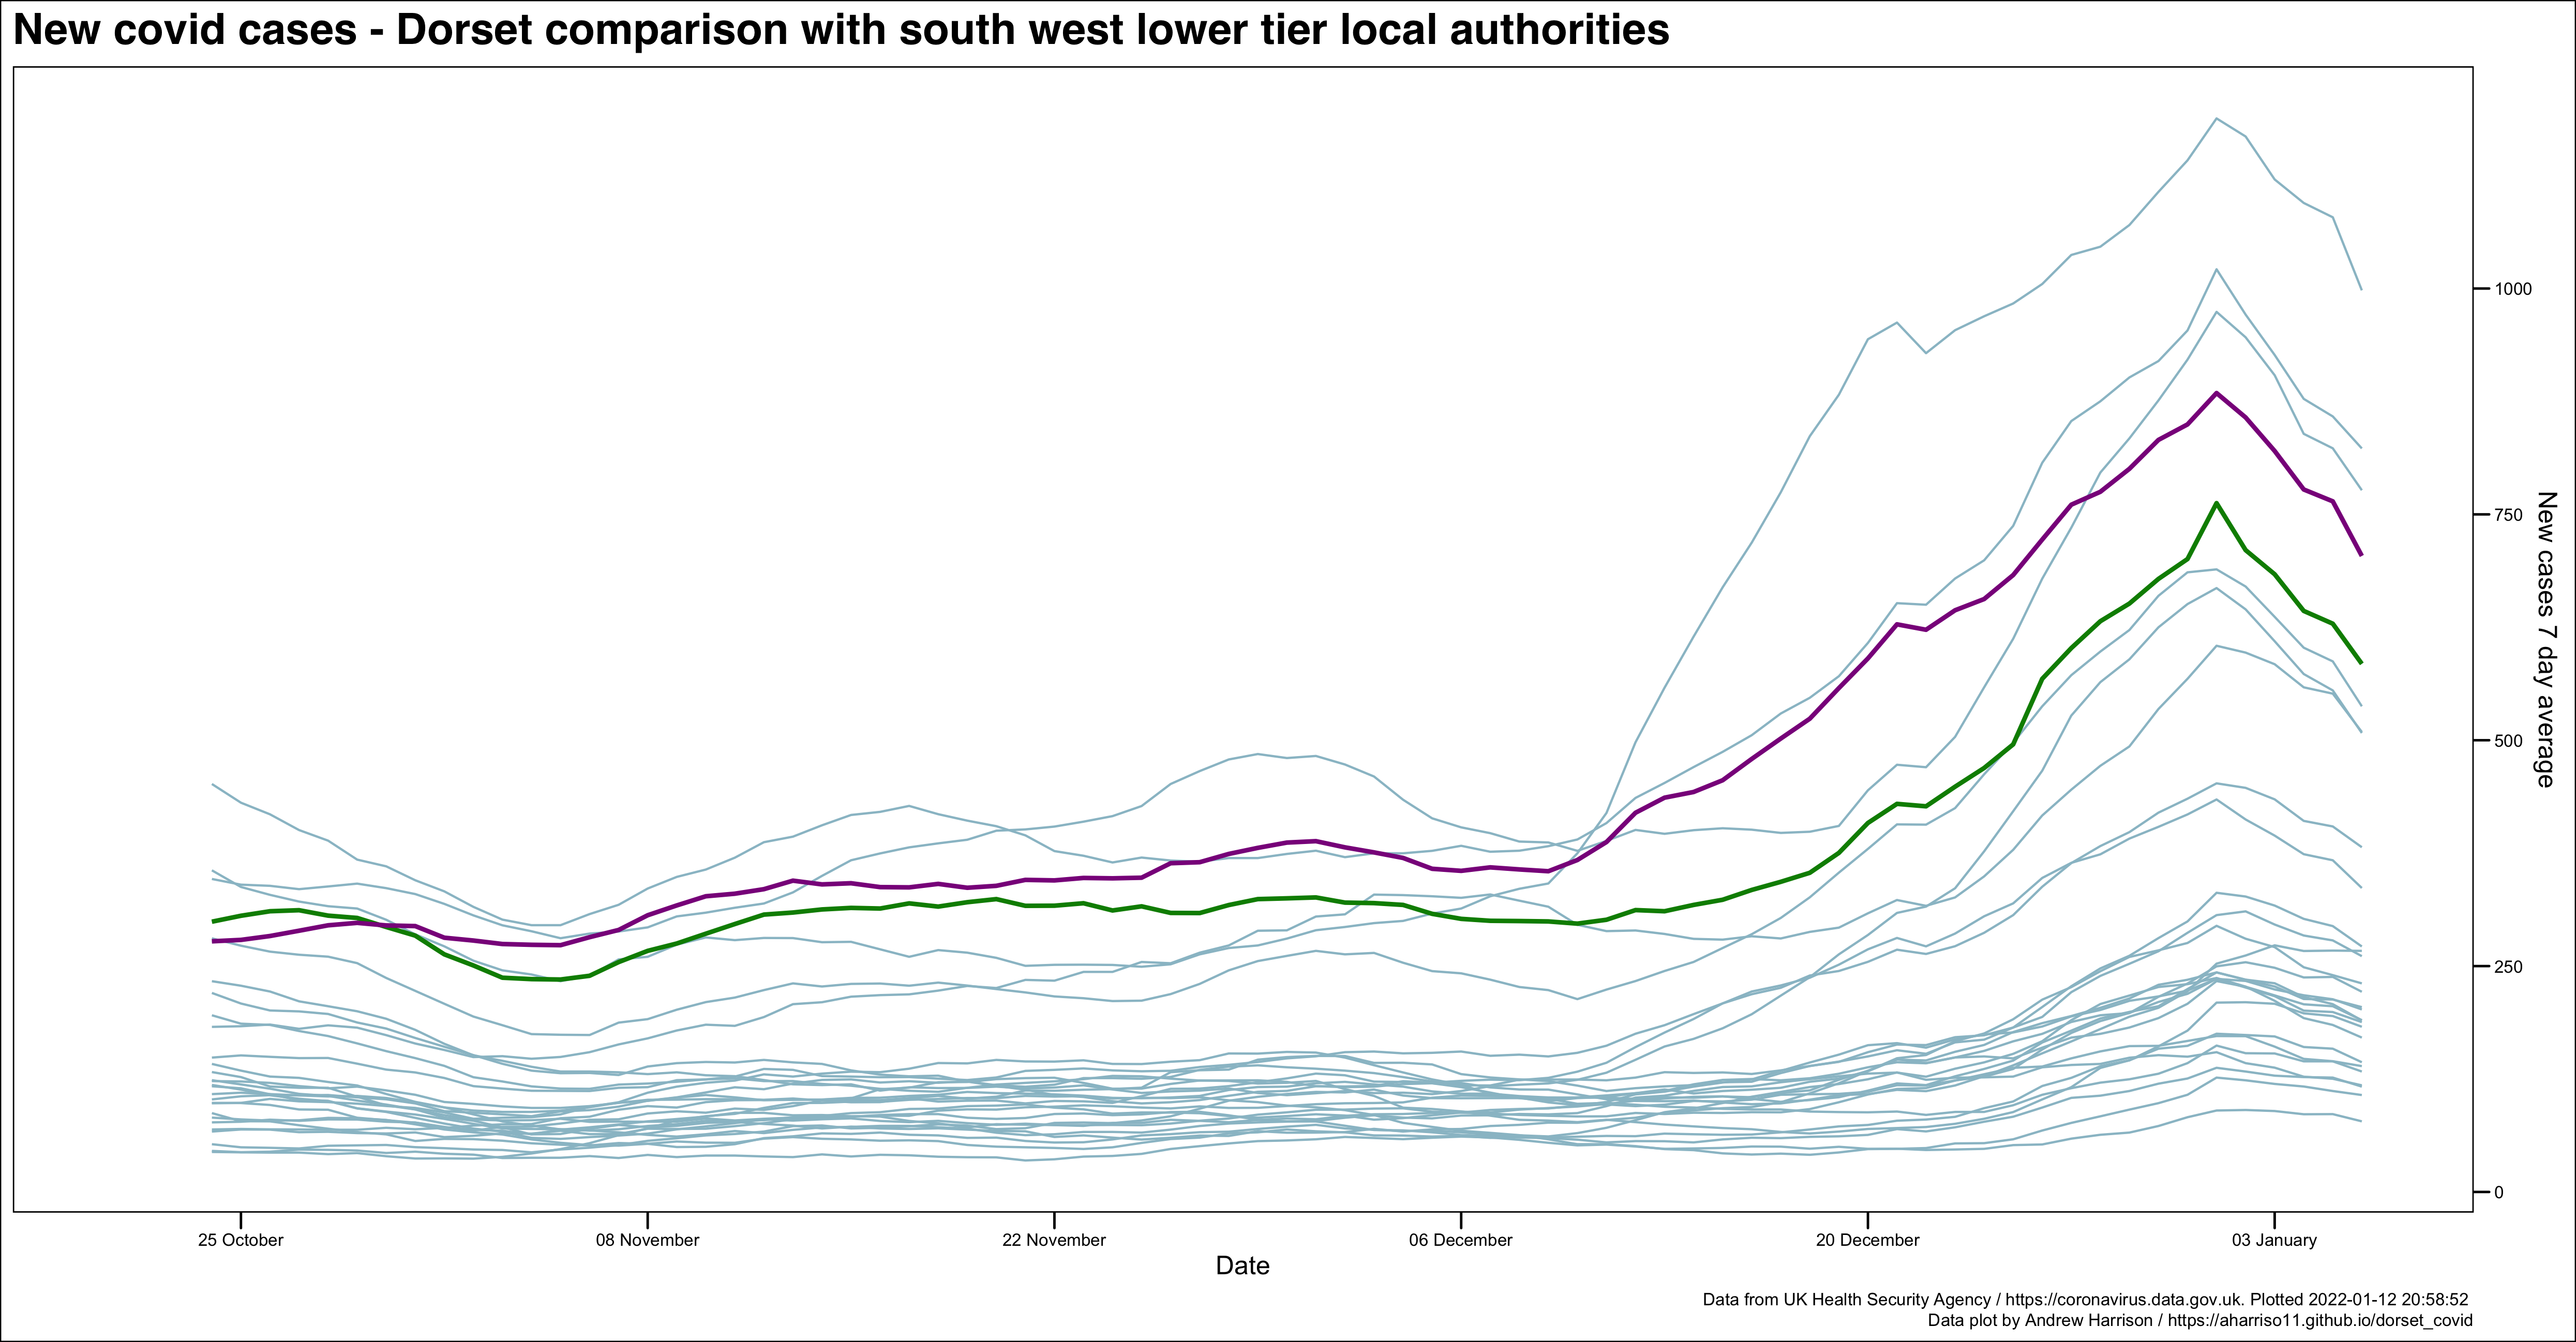 New covid cases - Dorset comparison with south west lower tier local authorities
1000
750
500
250
0
New cases 7 day average
25 October
08 November
22 November
06 December
20 December
03 January
Date
Data from UK Health Security Agency / https://coronavirus.data.gov.uk. Plotted 2022-01-12 20:58:52
Data plot by Andrew Harrison / https://aharriso11.github.io/dorset_covid